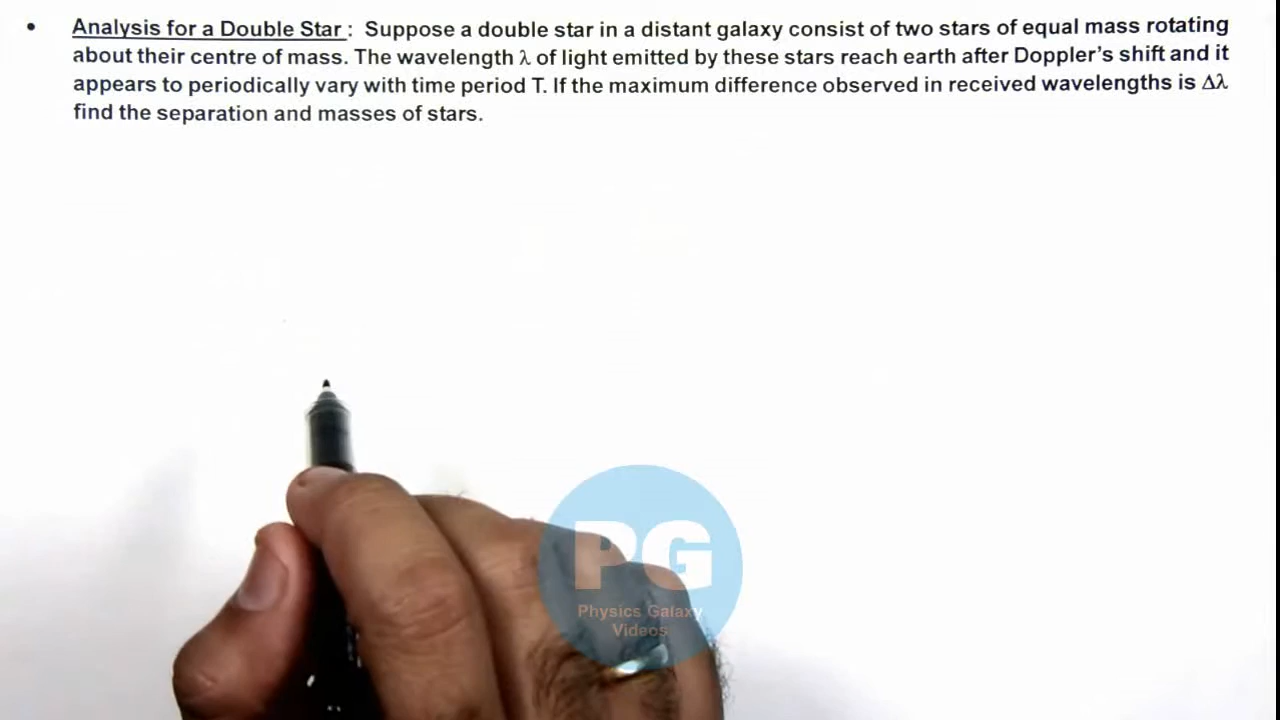 • Analysis for a Double Star : Suppose a double star in a distant galaxy consist of two stars of equal mass rotating
about their centre of mass. The wavelength λ of light emitted by these stars reach earth after Doppler's shift and it
appears to periodically vary with time period T. If the maximum difference observed in received wavelengths is Δλ
find the separation and masses of stars.
PG
Physics Galaxy
Videos